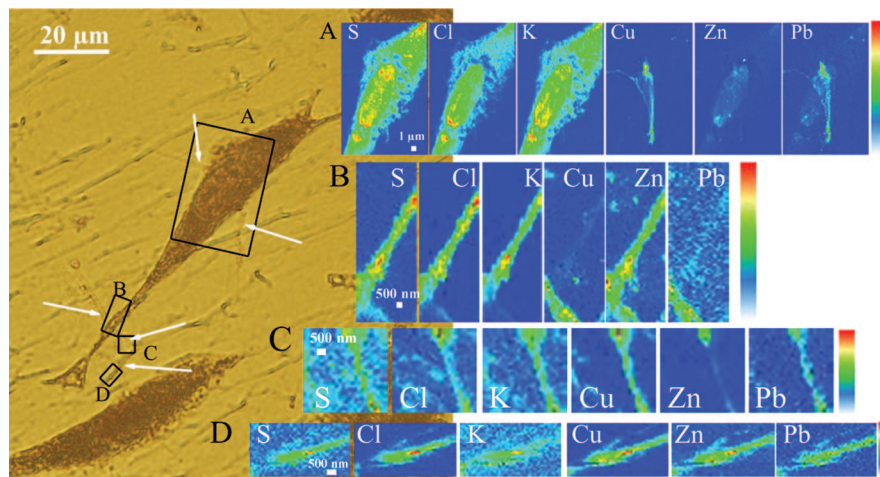 20 µm
A
B
C
D
A
S Cl K Cu Zn Pb
1 µm
B
S Cl K Cu Zn Pb
500 nm
C
500 nm
S Cl K Cu Zn Pb
D
S Cl K Cu Zn Pb
500 nm